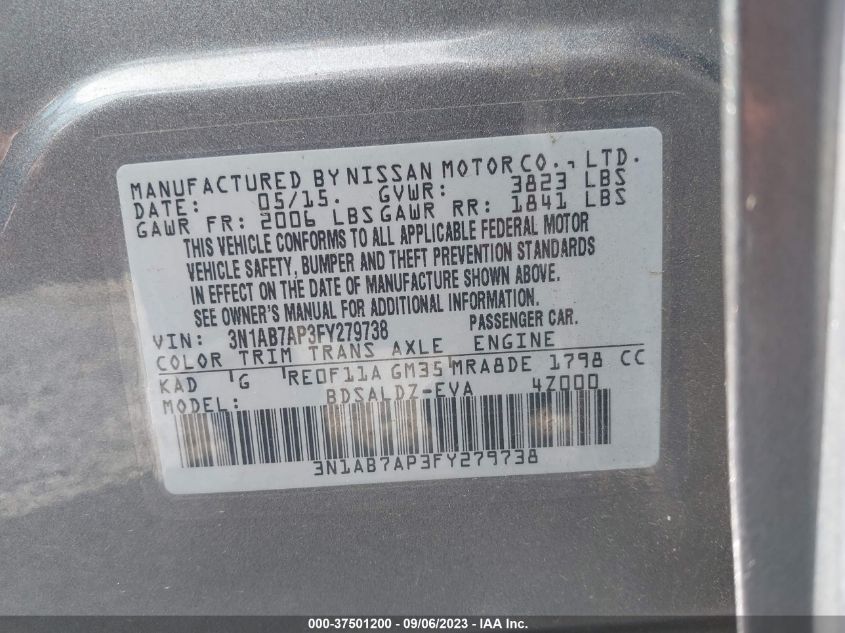 MANUFACTURED BY NISSAN MOTOR CO., LTD.
DATE: 05/15. GVWR: 3823 LBS
GAWR FR: 2006 LBS GAWR RR: 1841 LBS
THIS VEHICLE CONFORMS TO ALL APPLICABLE FEDERAL MOTOR
VEHICLE SAFETY, BUMPER AND THEFT PREVENTION STANDARDS
IN EFFECT ON THE DATE OF MANUFACTURE SHOWN ABOVE.
SEE OWNER'S MANUAL FOR ADDITIONAL INFORMATION.
VIN: 3N1AB7AP3FY279738 PASSENGER CAR.
COLOR TRIM TRANS AXLE ENGINE
KAD G RE0F11A GM35 MRA8DE 1798 CC
MODEL: BDSALDZ-EVA 4Z000
3N1AB7AP3FY279738
000-37501200 - 09/06/2023 - IAA Inc.